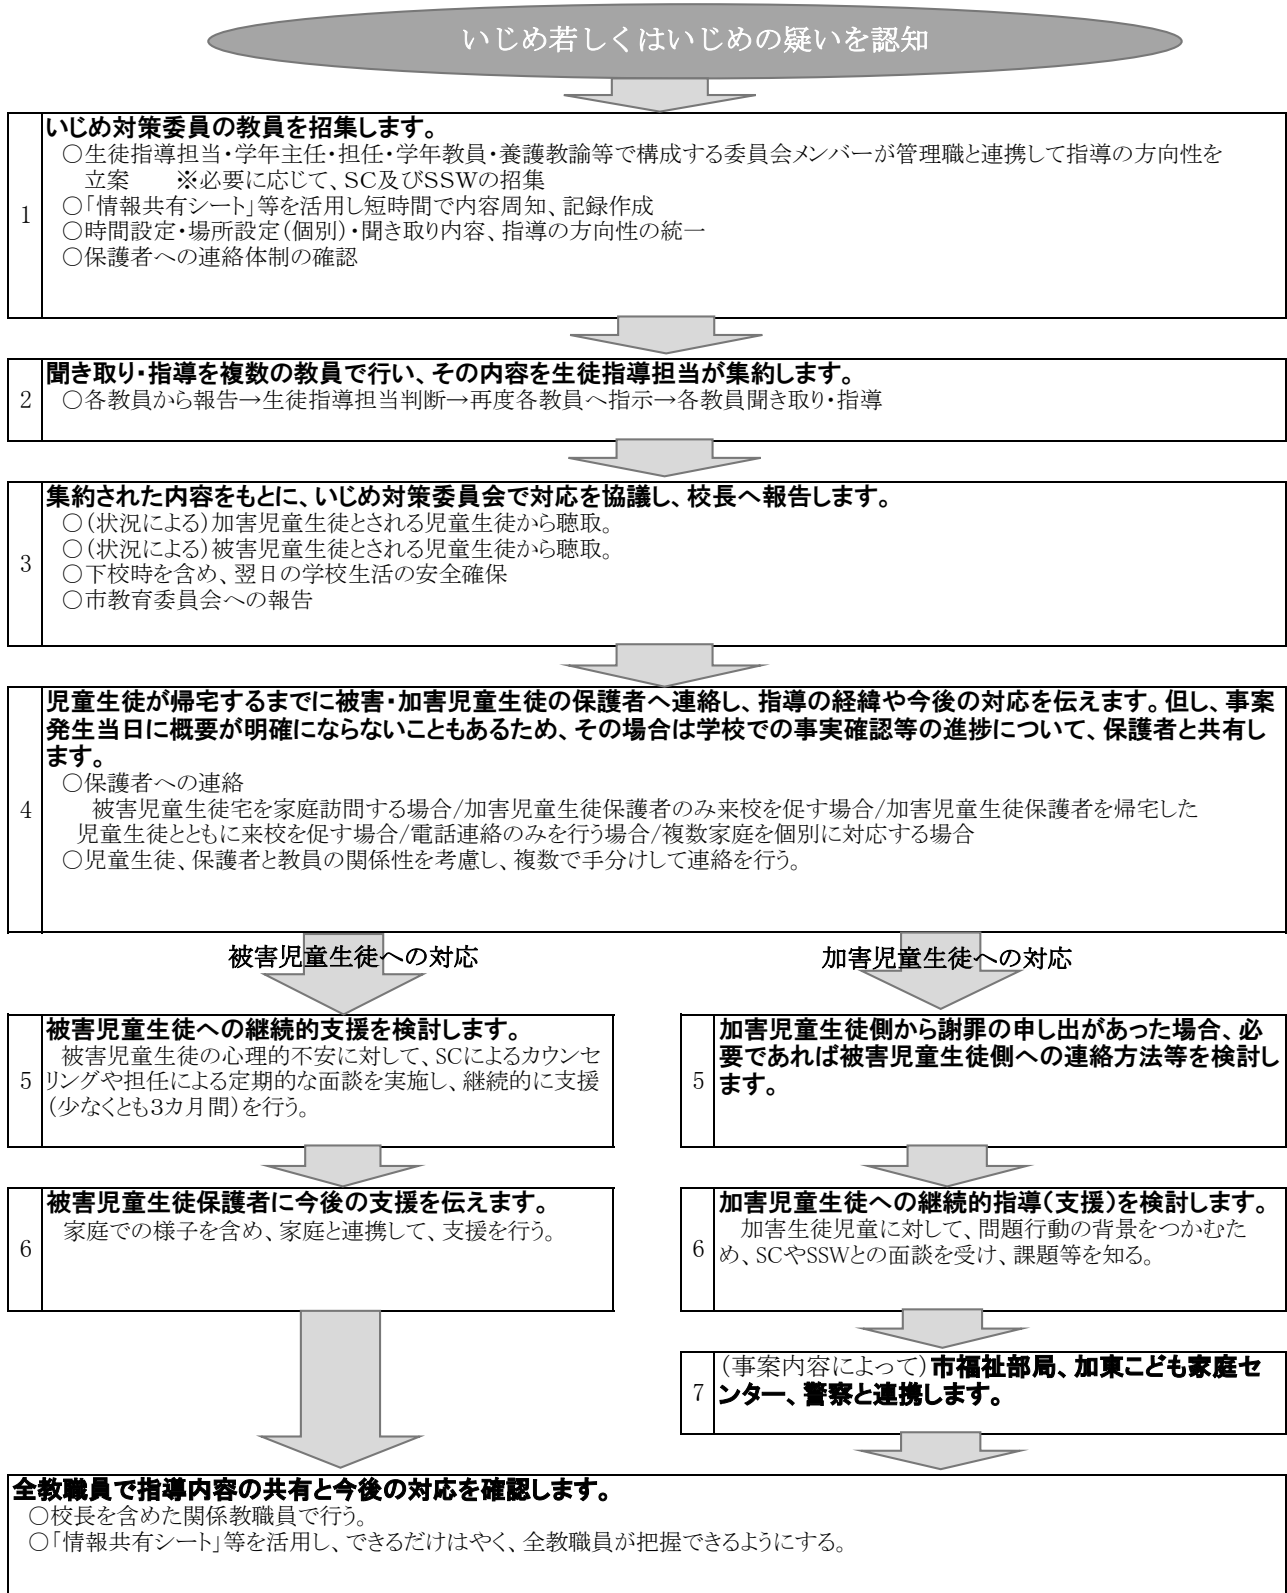 いじめ若しくはいじめの疑いを認知
いじめ対策委員の教員を招集します。
○生徒指導担当・学年主任・担任・学年教員・養護教諭等で構成する委員会メンバーが管理職と連携して指導の方向性を
立案　　※必要に応じて、SC及びSSWの招集
1
○「情報共有シート」等を活用し短時間で内容周知、記録作成
○時間設定・場所設定(個別)・聞き取り内容、指導の方向性の統一
○保護者への連絡体制の確認
聞き取り・指導を複数の教員で行い、その内容を生徒指導担当が集約します。
2
○各教員から報告→生徒指導担当判断→再度各教員へ指示→各教員聞き取り・指導
集約された内容をもとに、いじめ対策委員会で対応を協議し、校長へ報告します。
○(状況による)加害児童生徒とされる児童生徒から聴取。
○(状況による)被害児童生徒とされる児童生徒から聴取。
3
○下校時を含め、翌日の学校生活の安全確保
○市教育委員会への報告
児童生徒が帰宅するまでに被害・加害児童生徒の保護者へ連絡し、指導の経緯や今後の対応を伝えます。但し、事案
発生当日に概要が明確にならないこともあるため、その場合は学校での事実確認等の進捗について、保護者と共有し
ます。
○保護者への連絡
4
被害児童生徒宅を家庭訪問する場合/加害児童生徒保護者のみ来校を促す場合/加害児童生徒保護者を帰宅した
児童生徒とともに来校を促す場合/電話連絡のみを行う場合/複数家庭を個別に対応する場合
○児童生徒、保護者と教員の関係性を考慮し、複数で手分けして連絡を行う。
被害児童生徒への対応
被害児童生徒への継続的支援を検討します。
5
被害児童生徒の心理的不安に対して、SCによるカウンセ
リングや担任による定期的な面談を実施し、継続的に支援
(少なくとも3カ月間)を行う。
被害児童生徒保護者に今後の支援を伝えます。
6
家庭での様子を含め、家庭と連携して、支援を行う。
加害児童生徒への対応
加害児童生徒側から謝罪の申し出があった場合、必
要であれば被害児童生徒側への連絡方法等を検討し
5
ます。
加害児童生徒への継続的指導(支援)を検討します。
加害生徒児童に対して、問題行動の背景をつかむた
6
め、SCやSSWとの面談を受け、課題等を知る。
(事案内容によって)市福祉部局、加東こども家庭セ
7
ンター、警察と連携します。
全教職員で指導内容の共有と今後の対応を確認します。
○校長を含めた関係教職員で行う。
○「情報共有シート」等を活用し、できるだけはやく、全教職員が把握できるようにする。